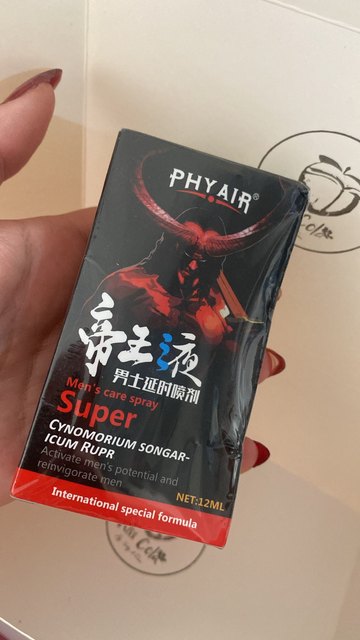 PHYAIR®
帝王液
男士延时喷剂
Men's care spray
Super
CYNOMORIUM SONGAR-
ICUM RUPR
Activate men's potential and
reinvigorate men
NET:12ML
International special formula